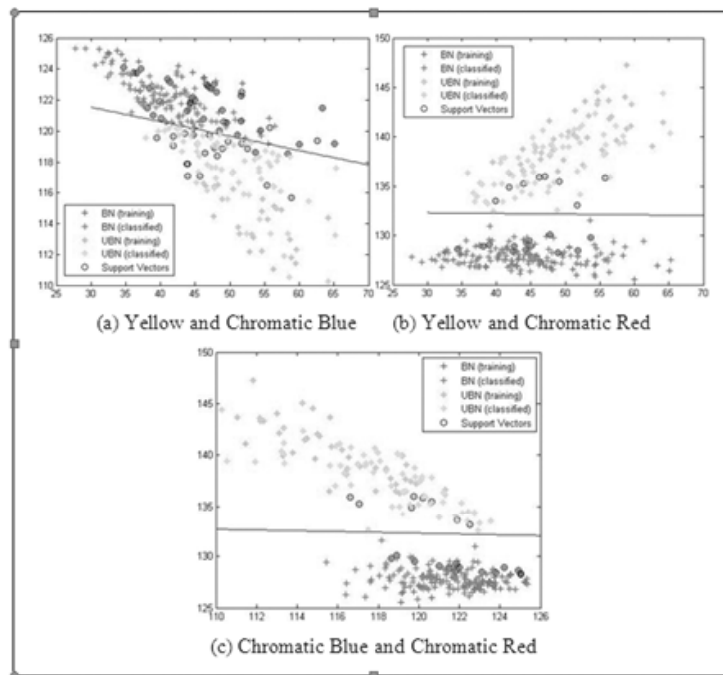 126
124
122
120
118
116
114
112
110
25 30 35 40 45 50 55 60 65 70
BN (training)
BN (classified)
UBN (training)
UBN (classified)
Support Vectors
(a) Yellow and Chromatic Blue
150
145
140
135
130
125
25 30 35 40 45 50 55 60 65 70
BN (training)
BN (classified)
UBN (training)
UBN (classified)
Support Vectors
(b) Yellow and Chromatic Red
150
145
140
135
130
125
110 112 114 116 118 120 122 124 126
BN (training)
BN (classified)
UBN (training)
UBN (classified)
Support Vectors
(c) Chromatic Blue and Chromatic Red